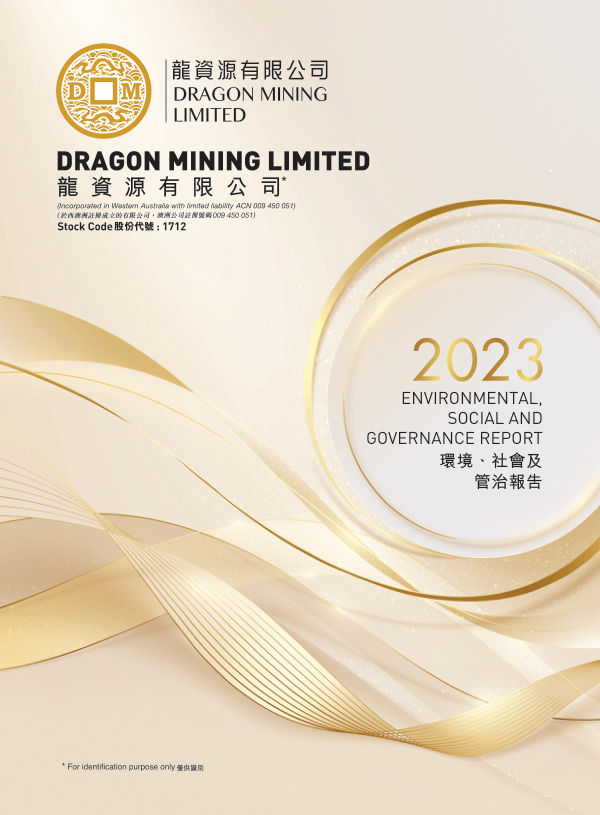 龍資源有限公司
DRAGON MINING
LIMITED
D M
DRAGON MINING LIMITED
龍資源有限公司*
(Incorporated in Western Australia with limited liability ACN 009 450 051)
(於西澳洲註冊成立的有限公司，澳洲公司註冊號碼009 450 051)
Stock Code 股份代號 : 1712
2023
ENVIRONMENTAL,
SOCIAL AND
GOVERNANCE REPORT
環境、社會及
管治報告
* For identification purpose only 僅供識別